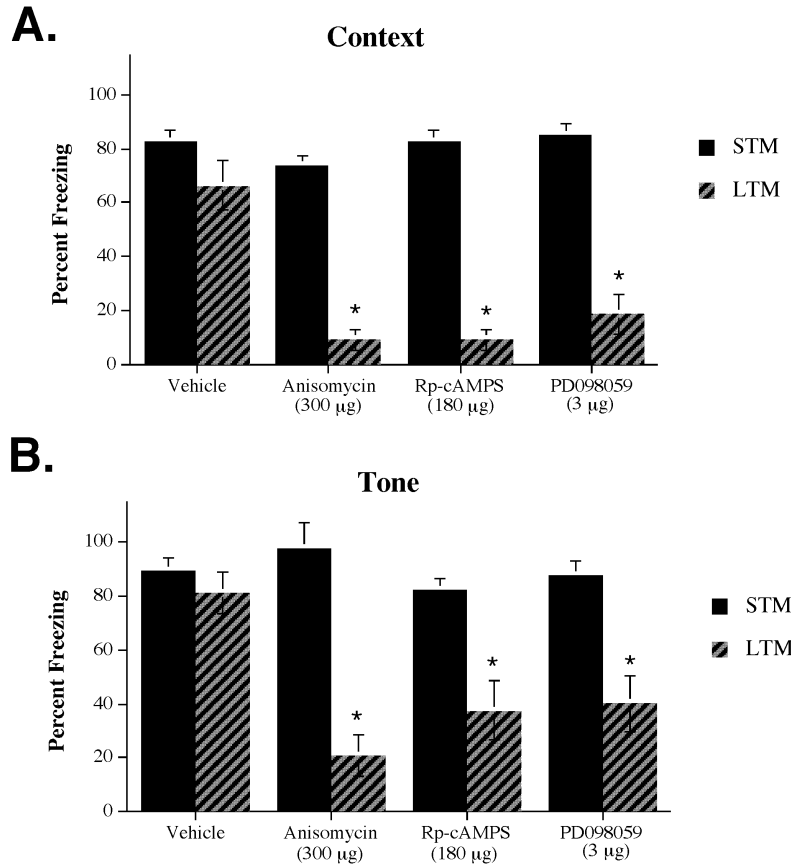 A.
Context
100
80
60
40
20
0
Percent Freezing
STM
LTM
*
*
*
Vehicle
Anisomycin
(300 µg)
Rp-cAMPS
(180 µg)
PD098059
(3 µg)
B.
Tone
100
80
60
40
20
0
Percent Freezing
STM
LTM
*
*
*
Vehicle
Anisomycin
(300 µg)
Rp-cAMPS
(180 µg)
PD098059
(3 µg)